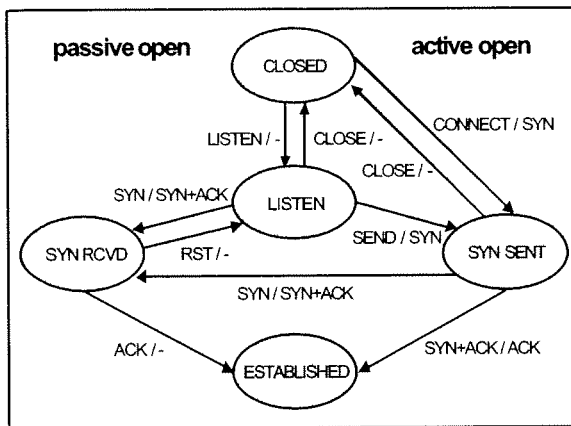 passive open
active open
CLOSED
CONNECT / SYN
LISTEN / -
CLOSE / -
CLOSE / -
SYN / SYN+ACK
LISTEN
SEND / SYN
SYN RCVD
RST / -
SYN SENT
SYN / SYN+ACK
ACK / -
SYN+ACK / ACK
ESTABLISHED